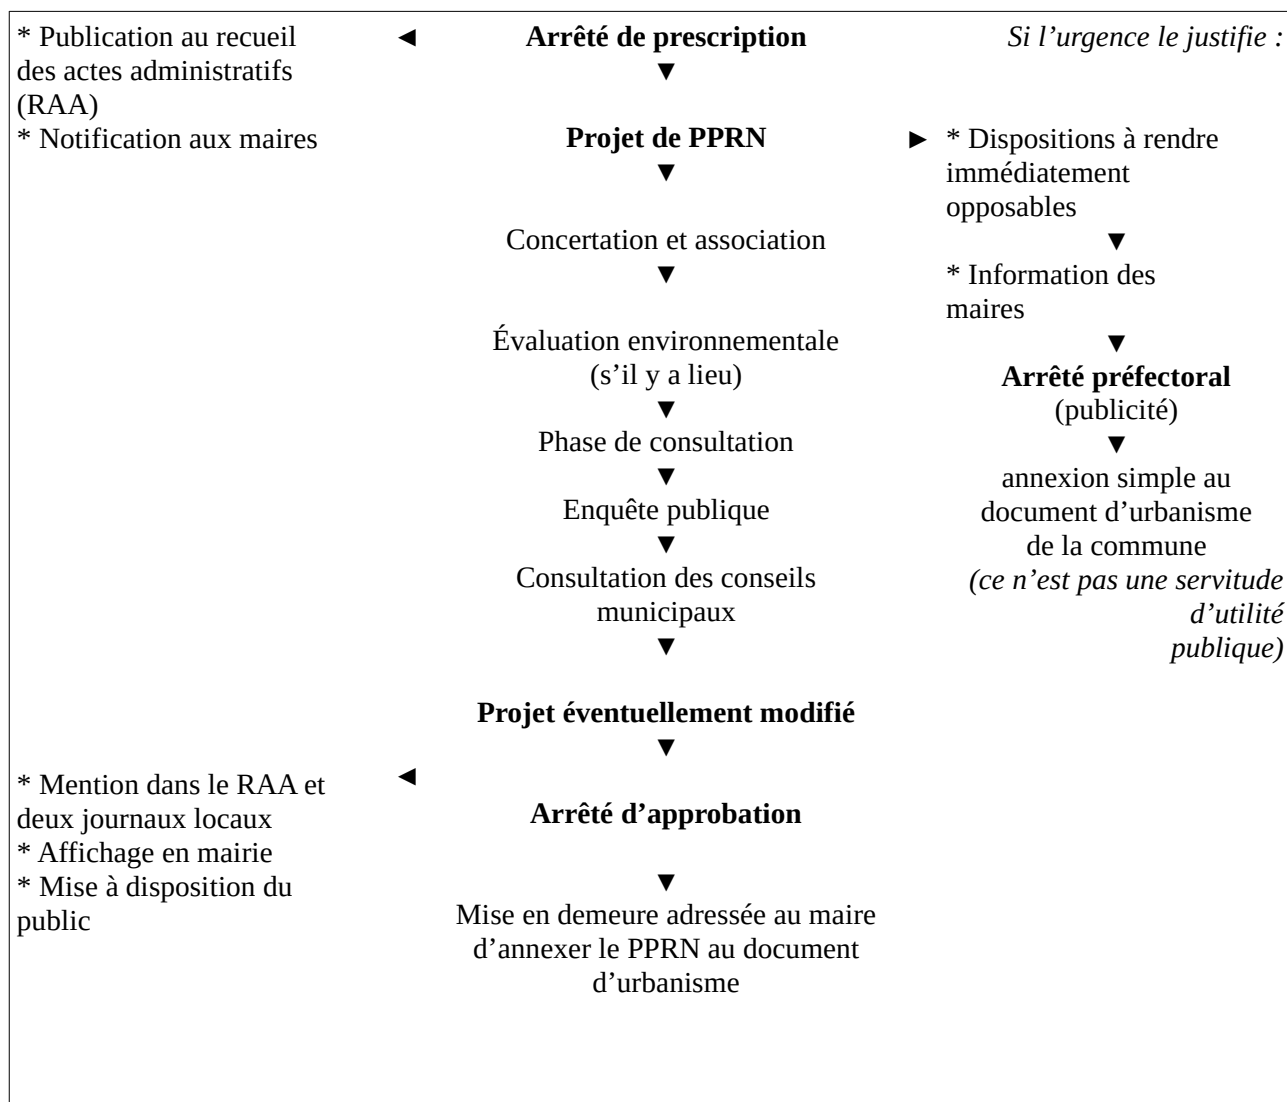 * Publication au recueil
des actes administratifs
(RAA)
* Notification aux maires
◄
Arrêté de prescription
▼
Projet de PPRN
▼
Concertation et association
▼
Évaluation environnementale
(s’il y a lieu)
▼
Phase de consultation
▼
Enquête publique
▼
Consultation des conseils
municipaux
▼
Projet éventuellement modifié
▼
Arrêté d’approbation
▼
Mise en demeure adressée au maire
d’annexer le PPRN au document
d’urbanisme
◄
* Mention dans le RAA et
deux journaux locaux
* Affichage en mairie
* Mise à disposition du
public
Si l’urgence le justifie :
► * Dispositions à rendre
immédiatement
opposables
▼
* Information des
maires
▼
Arrêté préfectoral
(publicité)
▼
annexion simple au
document d’urbanisme
de la commune
(ce n’est pas une servitude
d’utilité
publique)